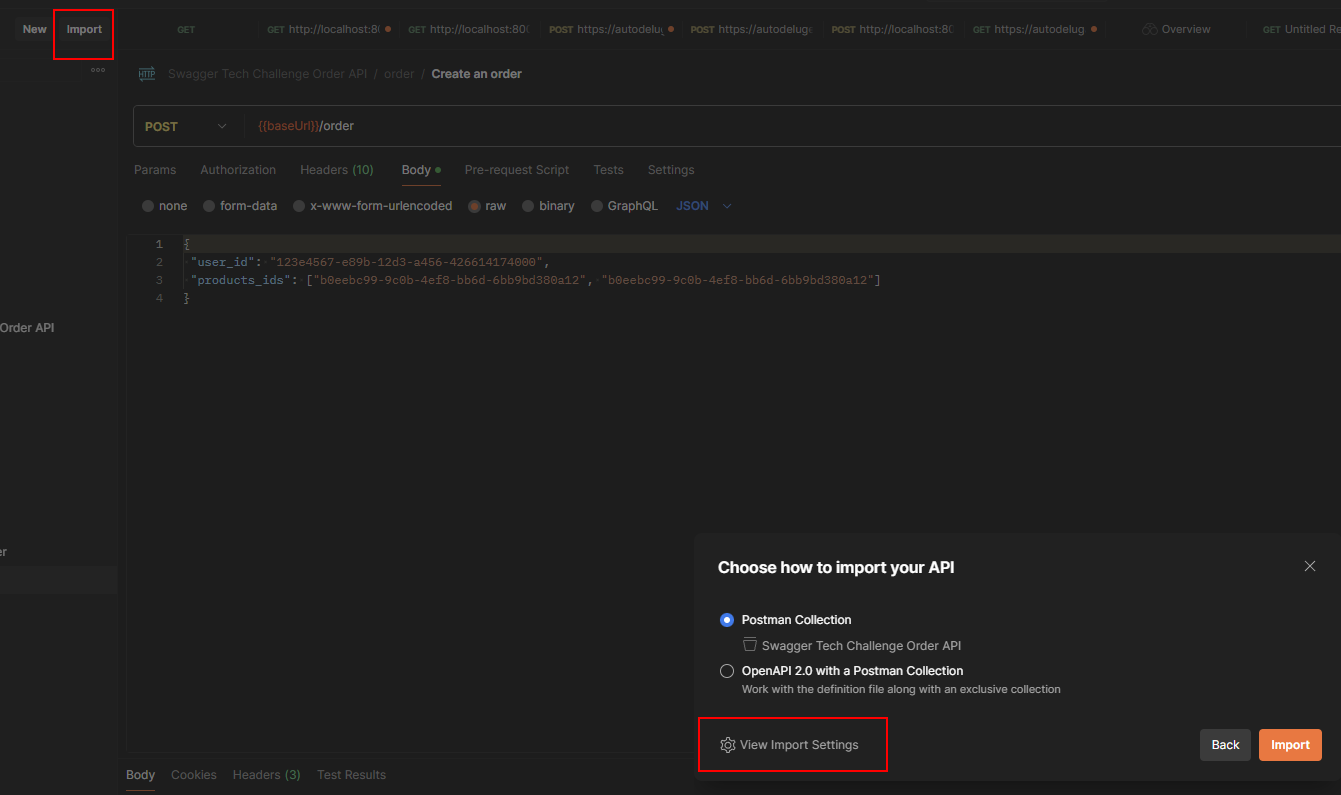 New Import GET GET http://localhost:80 GET http://localhost:80 POST https://autodelu POST https://autodeluge POST http://localhost:80 GET https://autodelug Overview GET Untitled Re
HTTP Swagger Tech Challenge Order API / order / Create an order
POST {{baseUrl}}/order
Params Authorization Headers (10) Body Pre-request Script Tests Settings
none form-data x-www-form-urlencoded raw binary GraphQL JSON
1 {
2 "user_id": "123e4567-e89b-12d3-a456-426614174000",
3 "products_ids": ["b0eebc99-9c0b-4ef8-bb6d-6bb9bd380a12", "b0eebc99-9c0b-4ef8-bb6d-6bb9bd380a12"]
4 }
Order API
er
Choose how to import your API
Postman Collection
Swagger Tech Challenge Order API
OpenAPI 2.0 with a Postman Collection
Work with the definition file along with an exclusive collection
View Import Settings Back Import
Body Cookies Headers (3) Test Results